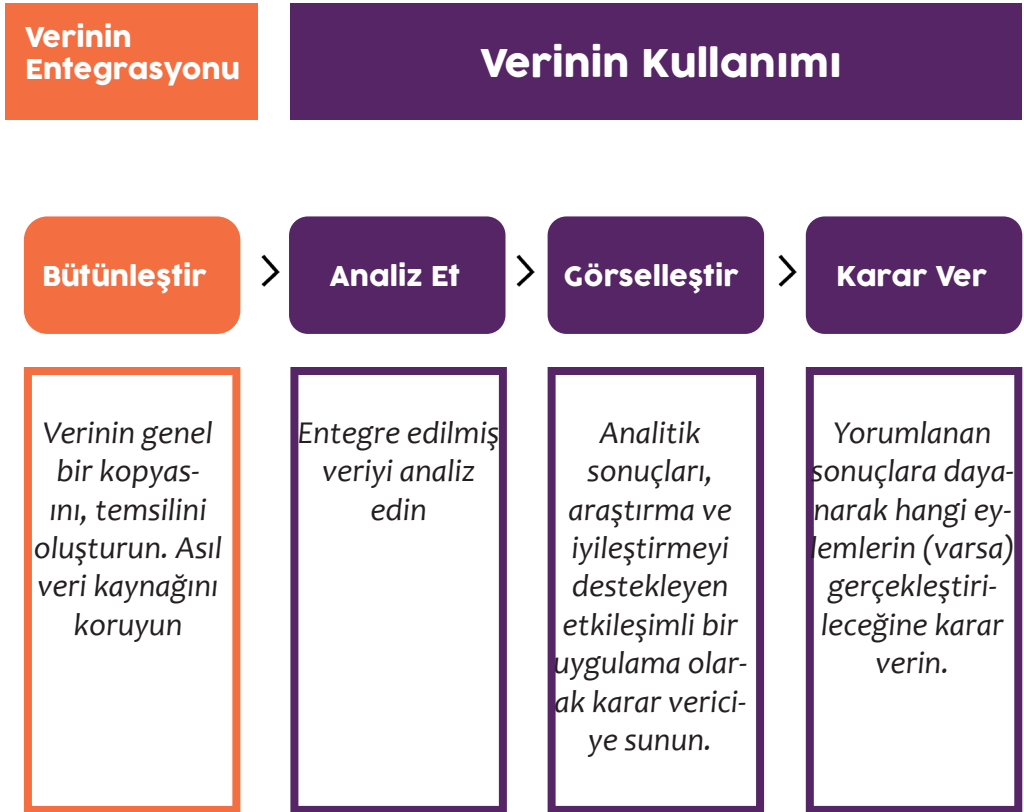 Verinin
Entegrasyonu
Verinin Kullanımı
Bütünleştir
Analiz Et
Görselleştir
Karar Ver
Verinin genel
bir kopyas-
ını, temsilini
oluşturun. Asıl
veri kaynağını
koruyun
Entegre edilmiş
veriyi analiz
edin
Analitik
sonuçları,
araştırma ve
iyileştirmeyi
destekleyen
etkileşimli bir
uygulama olar-
ak karar verici-
ye sunun.
Yorumlanan
sonuçlara daya-
narak hangi ey-
lemlerin (varsa)
gerçekleştiri-
leceğine karar
verin.